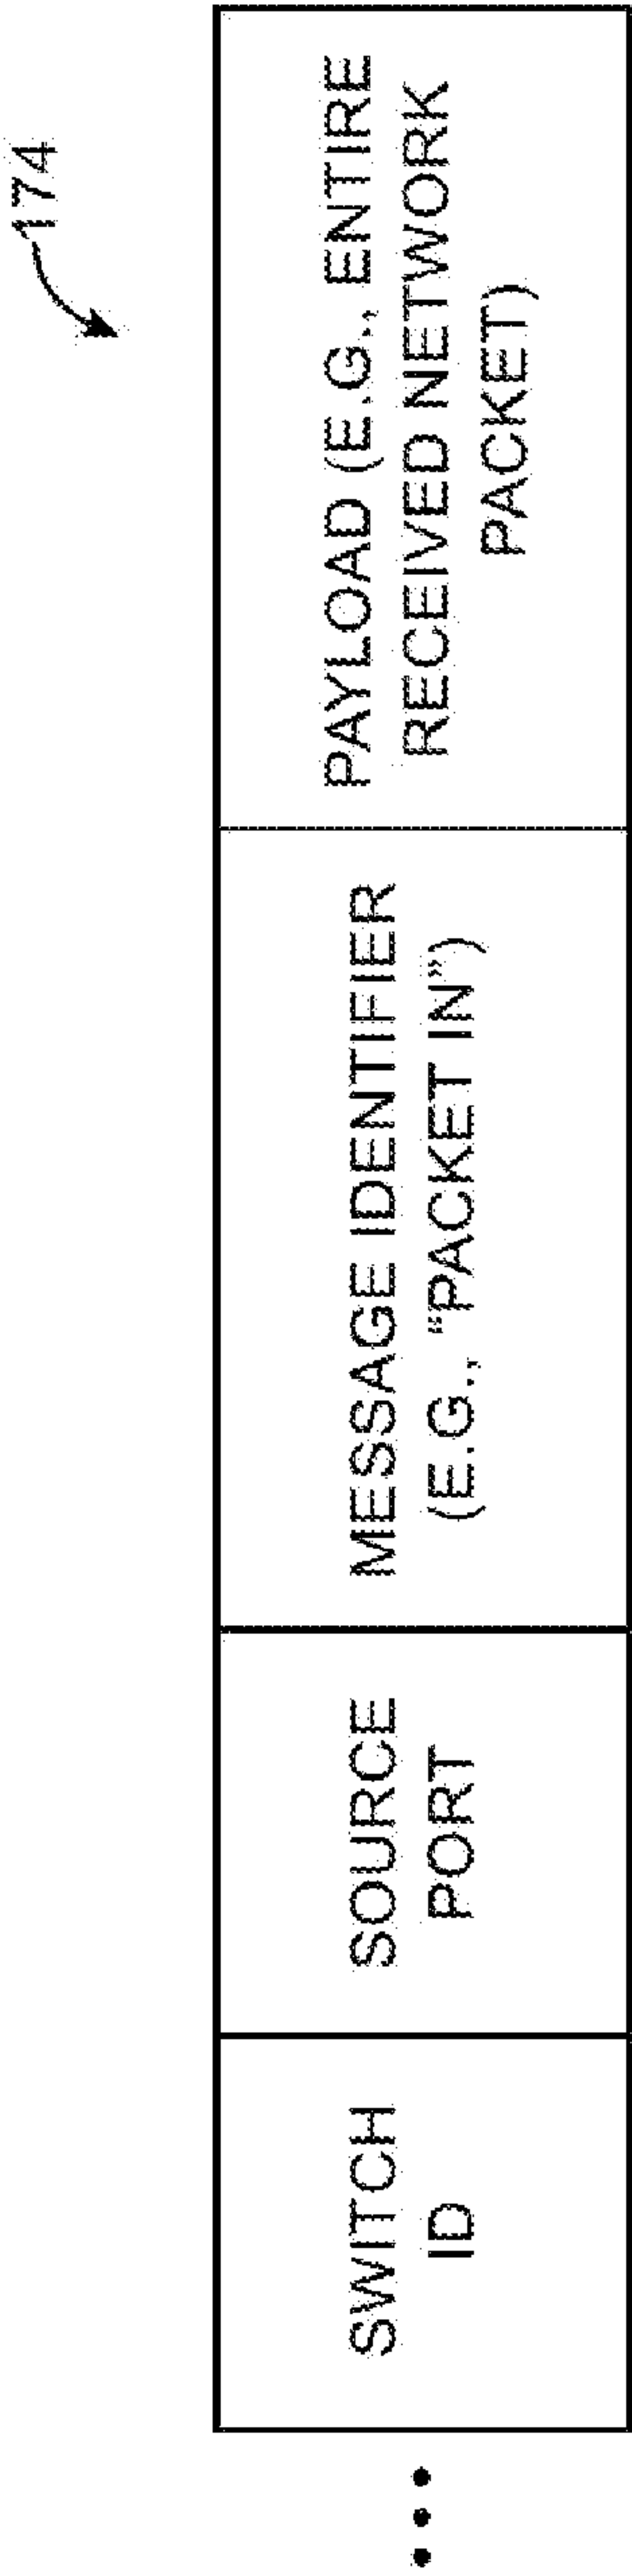 174
SWITCH
ID
SOURCE
PORT
MESSAGE IDENTIFIER
(E.G., "PACKET IN")
PAYLOAD (E.G., ENTIRE
RECEIVED NETWORK
PACKET)